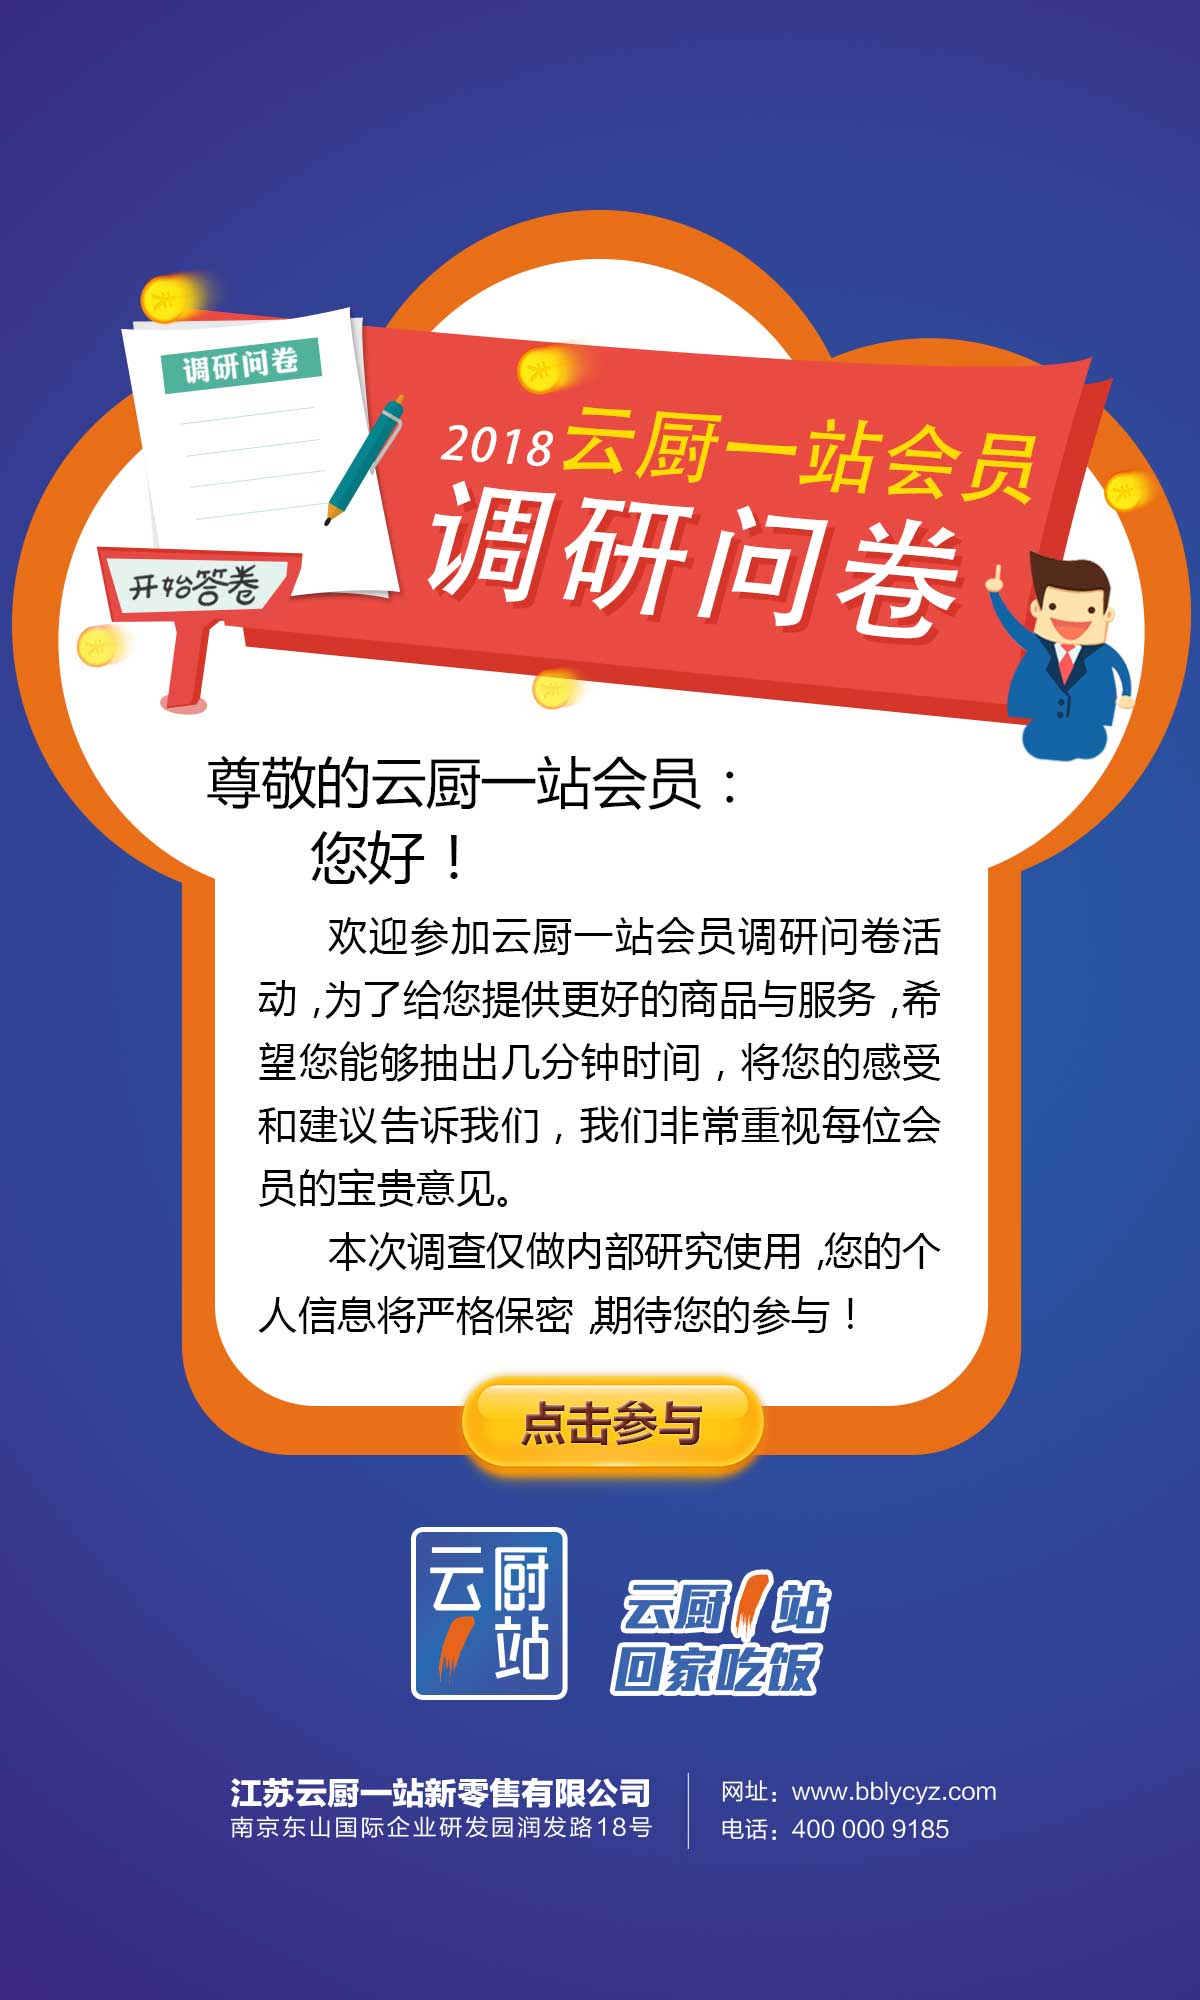 调研问卷
2018云厨一站会员
调研问卷
开始答卷
尊敬的云厨一站会员：
您好！
欢迎参加云厨一站会员调研问卷活
动，为了给您提供更好的商品与服务，希
望您能够抽出几分钟时间，将您的感受
和建议告诉我们，我们非常重视每位会
员的宝贵意见。
本次调查仅做内部研究使用，您的个
人信息将严格保密，期待您的参与！
点击参与
云厨
1站
云厨1站
回家吃饭
江苏云厨一站新零售有限公司
南京东山国际企业研发园润发路18号
网址：www.bblycyz.com
电话：400 000 9185